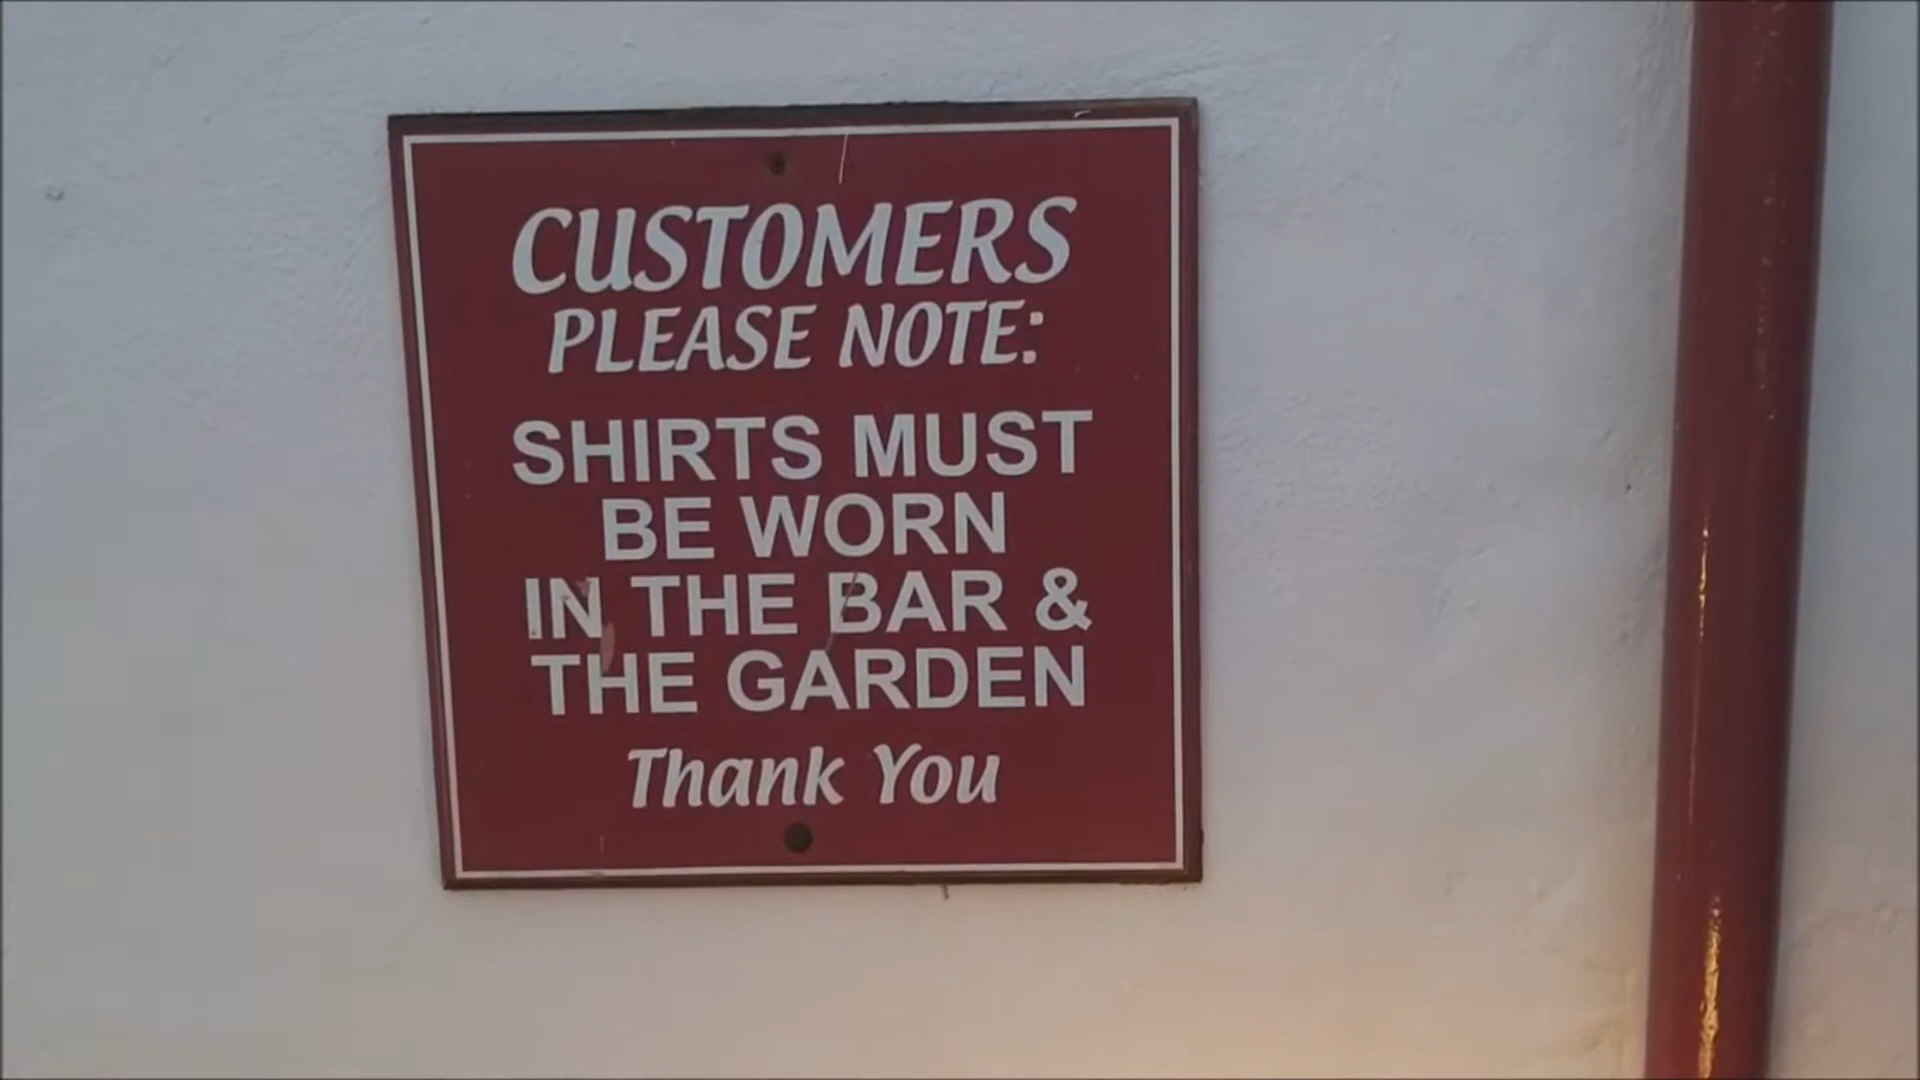 CUSTOMERS
PLEASE NOTE:
SHIRTS MUST
BE WORN
IN THE BAR &
THE GARDEN
Thank You